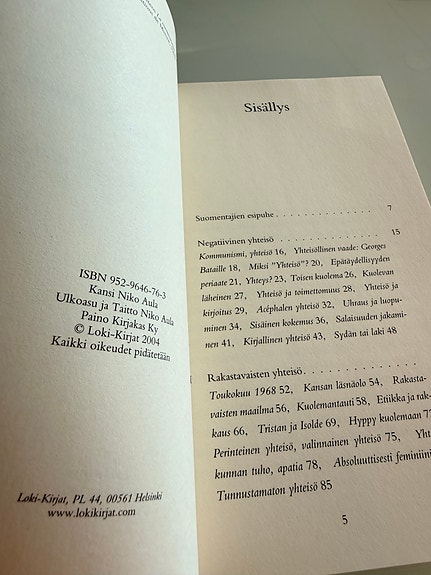 ISBN 952-9646-76-3
Kansi Niko Aula
Ulkoasu ja Taitto Niko Aula
Paino Kirjakas Ky
© Loki-Kirjat 2004
Kaikki oikeudet pidätetään
Loki-Kirjat, PL 44, 00561 Helsinki
www.lokikirjat.com
Sisällys
Suomentajien esipuhe . . . . . . . . . . . . . . 7
Negatiivinen yhteisö . . . . . . . . . . . . . . 15
Kommunismi, yhteisö 16, Yhteisöllinen vaade: Georges
Bataille 18, Miksi "Yhteisö"? 20, Epätäydellisyyden
periaate 21, Yhteys? 23, Toisen kuolema 26, Kuolevan
läheinen 27, Yhteisö ja toimettomuus 28, Yhteisö ja
kirjoitus 29, Acéphalen yhteisö 32, Uhraus ja luopu-
minen 34, Sisäinen kokemus 36, Salaisuuden jakami-
nen 41, Kirjallinen yhteisö 43, Sydän tai laki 48
Rakastavaisten yhteisö . . . . . . . . . . . . . .
Toukokuu 1968 52, Kansan läsnäolo 54, Rakasta-
vaisten maailma 56, Kuolemantauti 58, Etiikka ja rak-
kaus 66, Tristan ja Isolde 69, Hyppy kuolemaan 7
Perinteinen yhteisö, valinnainen yhteisö 75, Yht
kunnan tuho, apatia 78, Absoluuttisesti feminiini
Tunnustamaton yhteisö 85
5